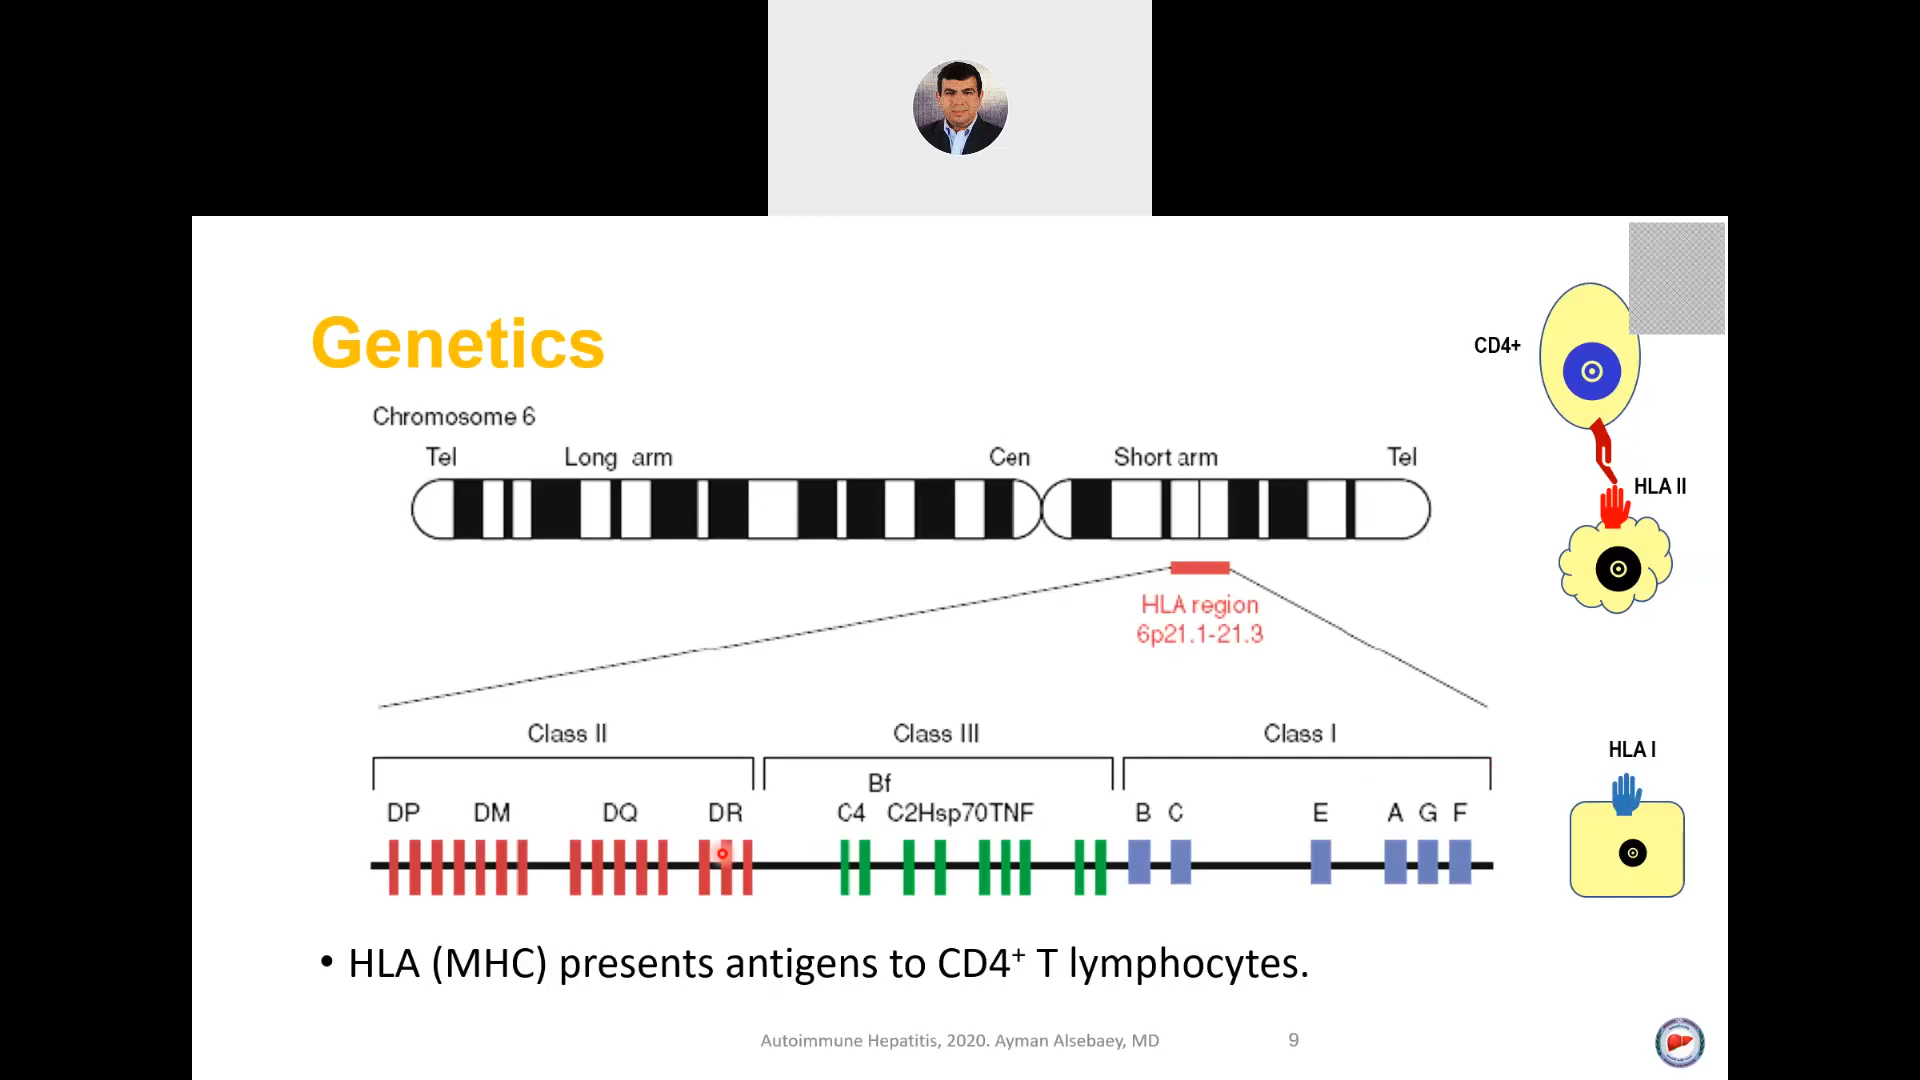 Genetics
CD4+
Chromosome 6
Tel Long arm Cen Short arm Tel
HLA II
HLA region
6p21.1-21.3
Class II Class III Class I
HLA I
Bf
DP DM DQ DR C4 C2Hsp70TNF B C E A G F
• HLA (MHC) presents antigens to CD4⁺ T lymphocytes.
Autoimmune Hepatitis, 2020. Ayman Alsebaey, MD 9